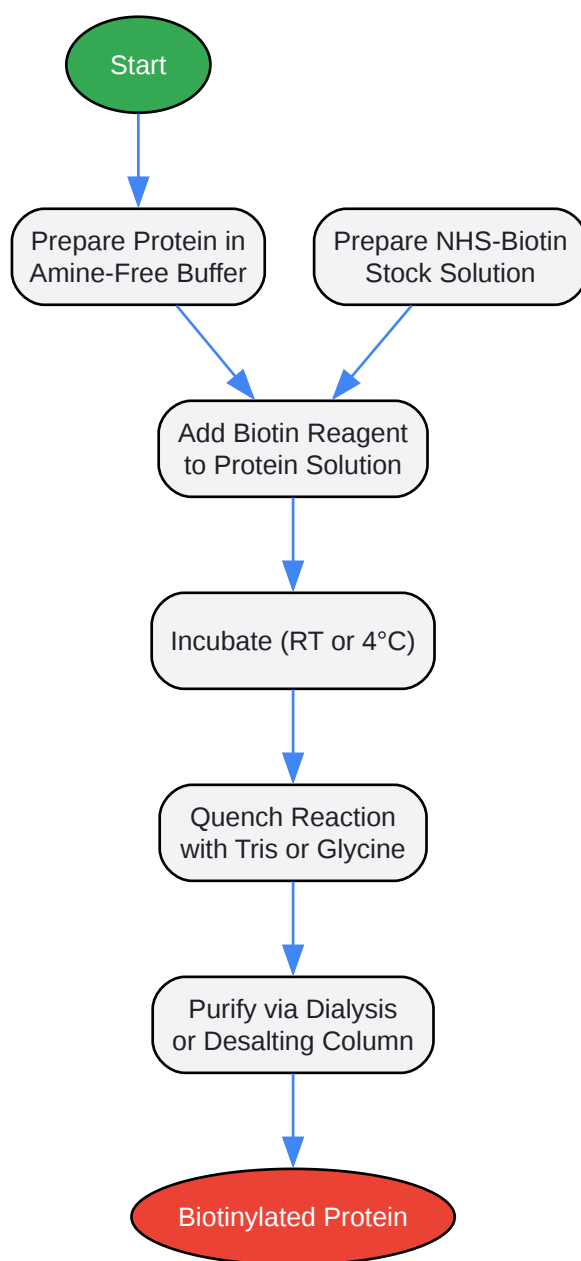 Start
Prepare Protein in
Amine-Free Buffer
Prepare NHS-Biotin
Stock Solution
Add Biotin Reagent
to Protein Solution
Incubate (RT or 4°C)
Quench Reaction
with Tris or Glycine
Purify via Dialysis
or Desalting Column
Biotinylated Protein